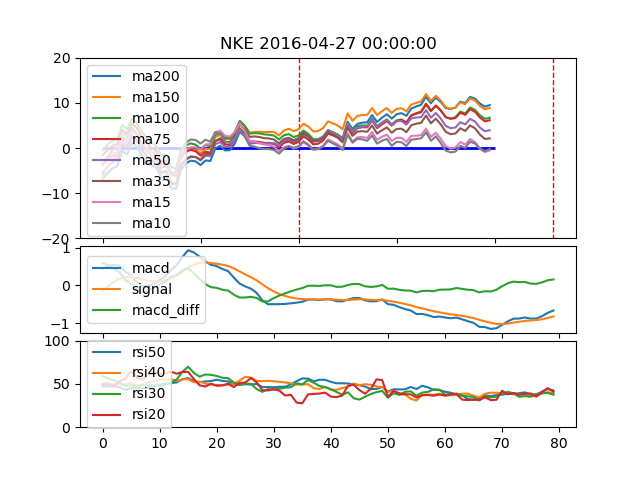 NKE 2016-04-27 00:00:00
20
10
0
−10
−20
ma200
ma150
ma100
ma75
ma50
ma35
ma15
ma10
1
0
−1
macd
signal
macd_diff
100
50
0
rsi50
rsi40
rsi30
rsi20
0 10 20 30 40 50 60 70 80